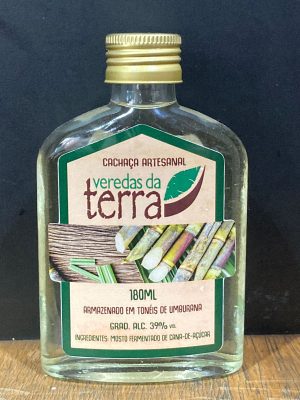 CACHAÇA ARTESANAL
veredas da
terra
180ML
ARMAZENADO EM TONÉIS DE UMBURANA
GRAD. ALC. 39% VOL
INGREDIENTES: MOSTO FERMENTADO DE CANA-DE-AÇÚCAR